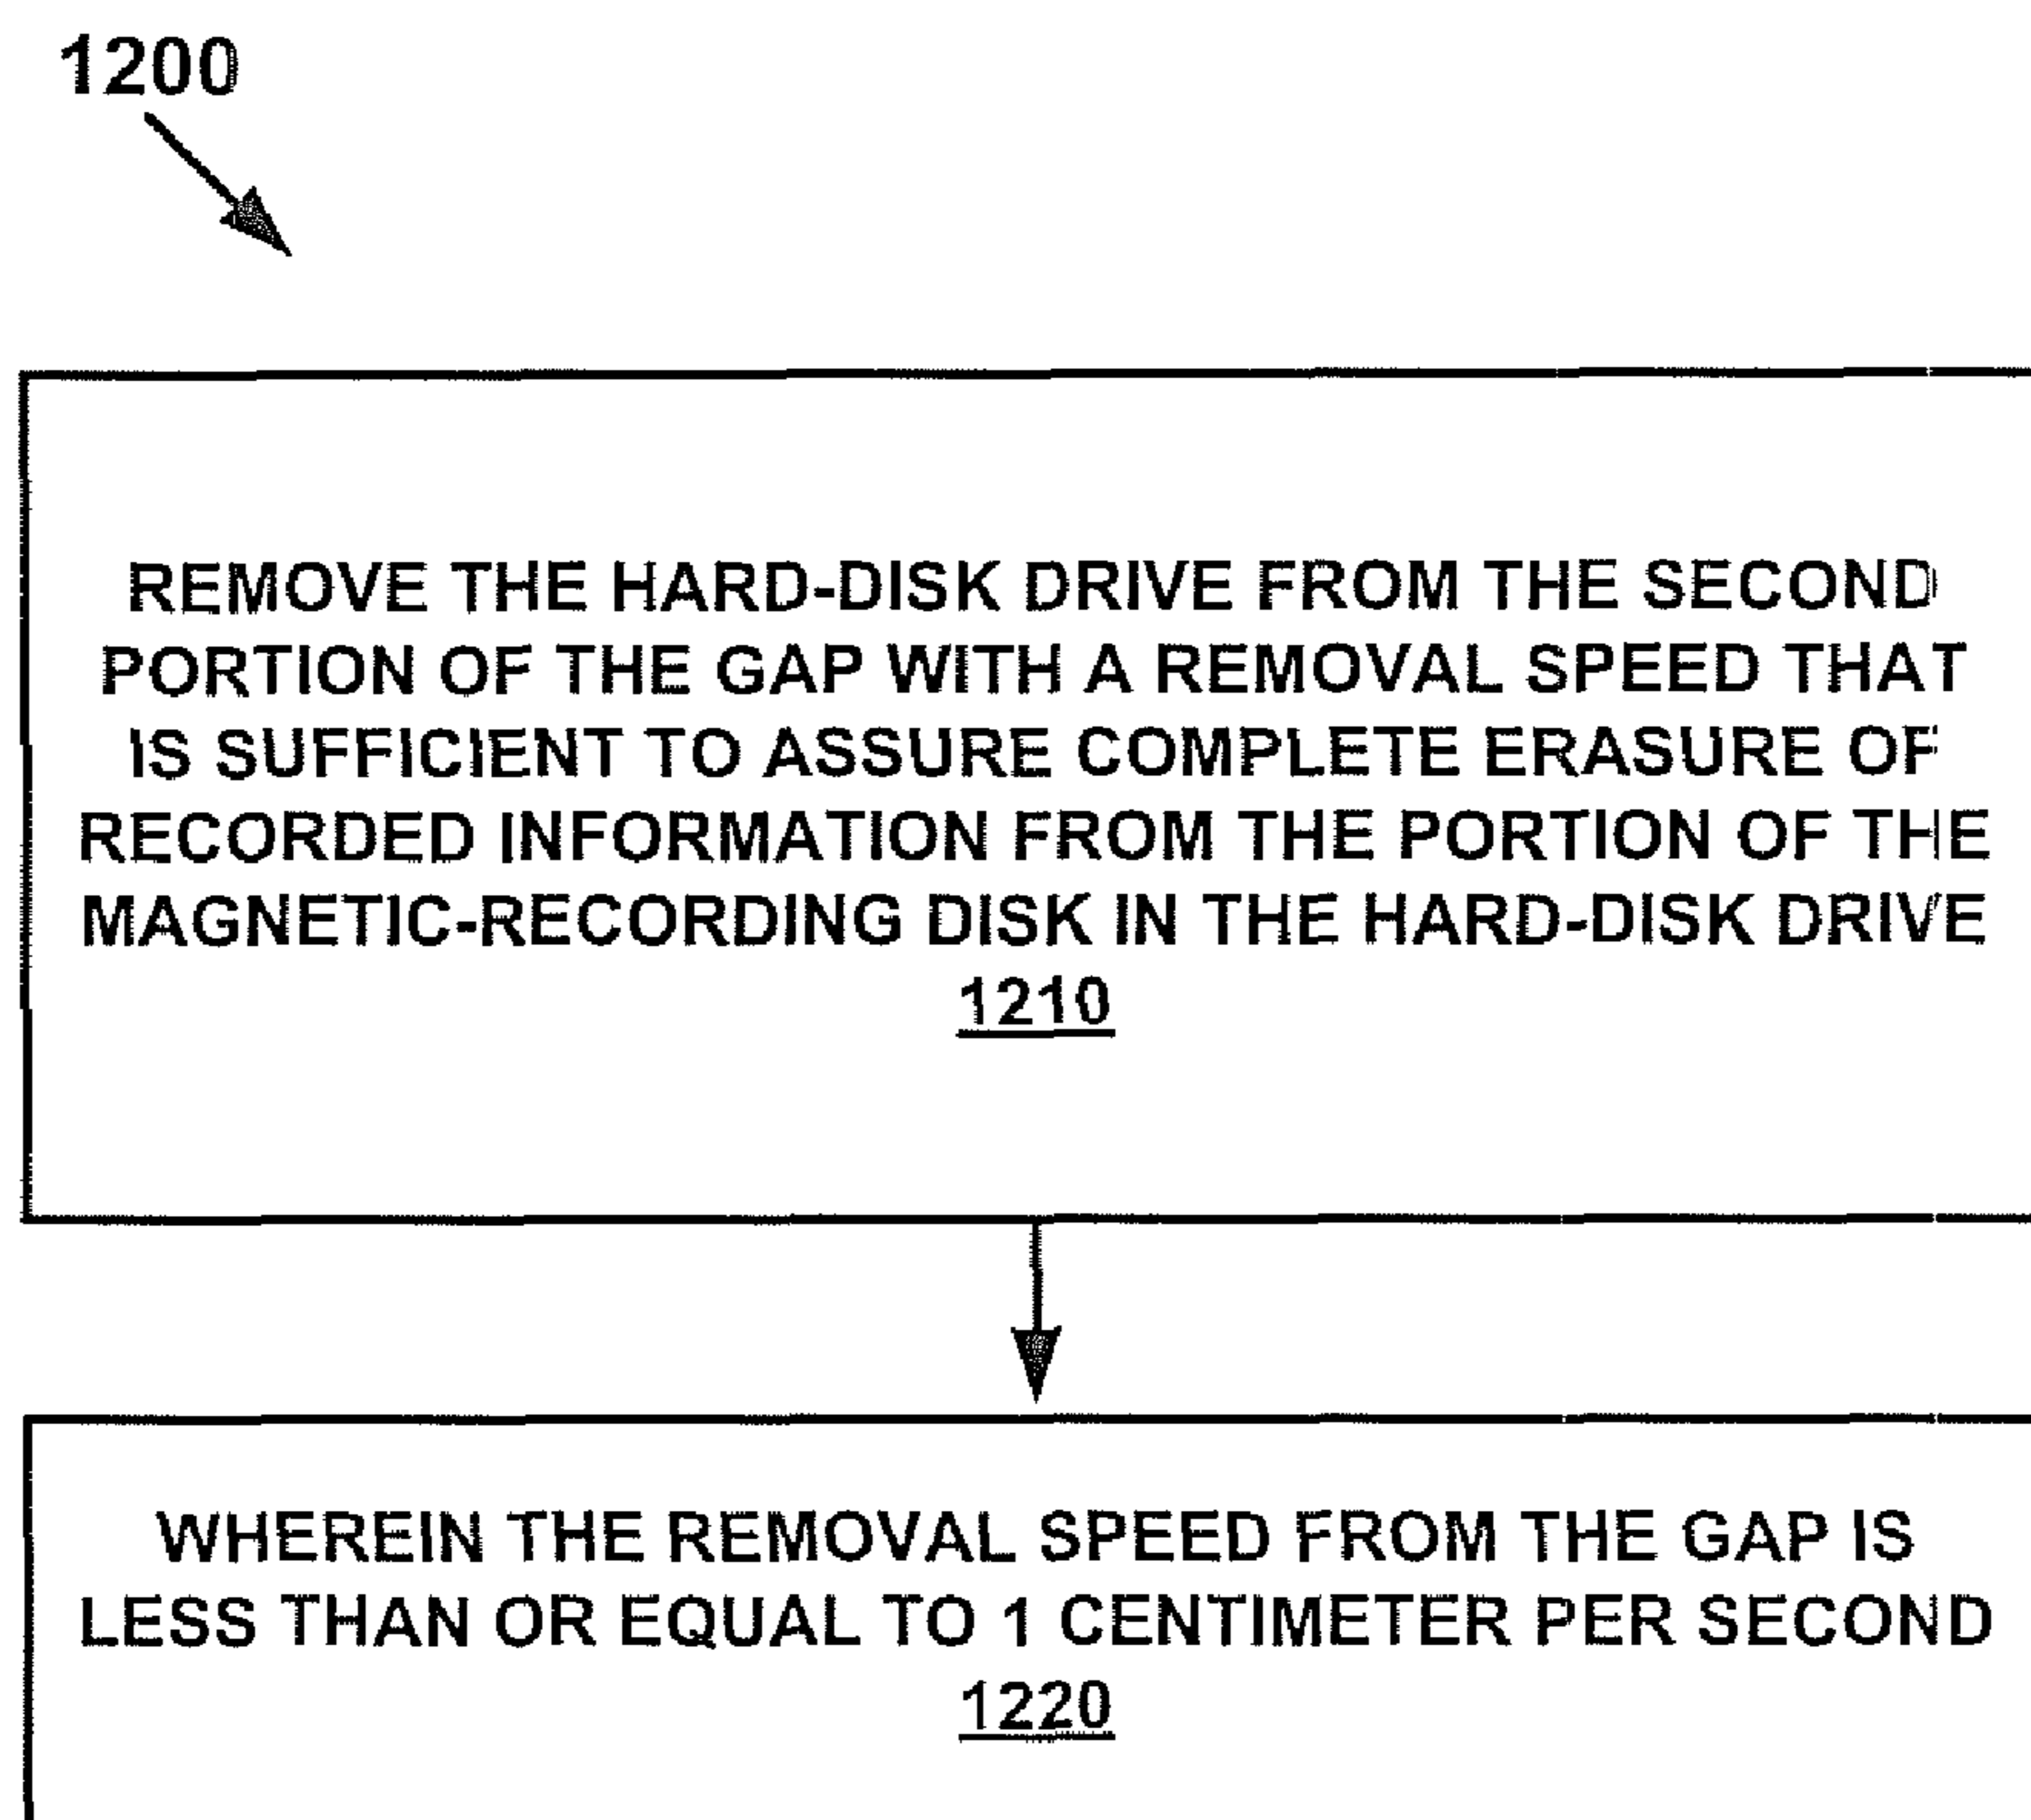 1200
REMOVE THE HARD-DISK DRIVE FROM THE SECOND
PORTION OF THE GAP WITH A REMOVAL SPEED THAT
IS SUFFICIENT TO ASSURE COMPLETE ERASURE OF
RECORDED INFORMATION FROM THE PORTION OF THE
MAGNETIC-RECORDING DISK IN THE HARD-DISK DRIVE
1210
WHEREIN THE REMOVAL SPEED FROM THE GAP IS
LESS THAN OR EQUAL TO 1 CENTIMETER PER SECOND
1220